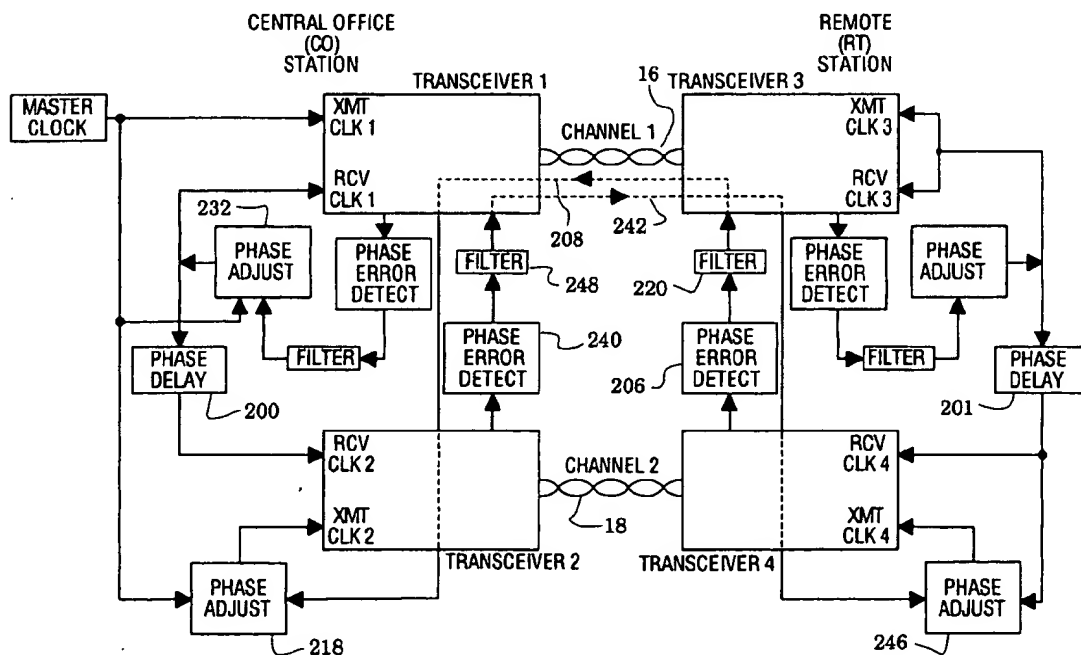 CENTRAL OFFICE
(CO)
STATION
REMOTE
(RT)
STATION
MASTER
CLOCK
TRANSCEIVER 1
16
TRANSCEIVER 3
XMT
CLK 1
CHANNEL 1
XMT
CLK 3
RCV
CLK 1
RCV
CLK 3
232
208
242
PHASE
ADJUST
PHASE
ERROR
DETECT
FILTER
248
FILTER
220
PHASE
ERROR
DETECT
PHASE
ADJUST
PHASE
DELAY
200
FILTER
PHASE
ERROR
DETECT
240
PHASE
ERROR
DETECT
206
FILTER
PHASE
DELAY
201
RCV
CLK 2
CHANNEL 2
RCV
CLK 4
18
XMT
CLK 2
XMT
CLK 4
TRANSCEIVER 2
TRANSCEIVER 4
PHASE
ADJUST
218
PHASE
ADJUST
246